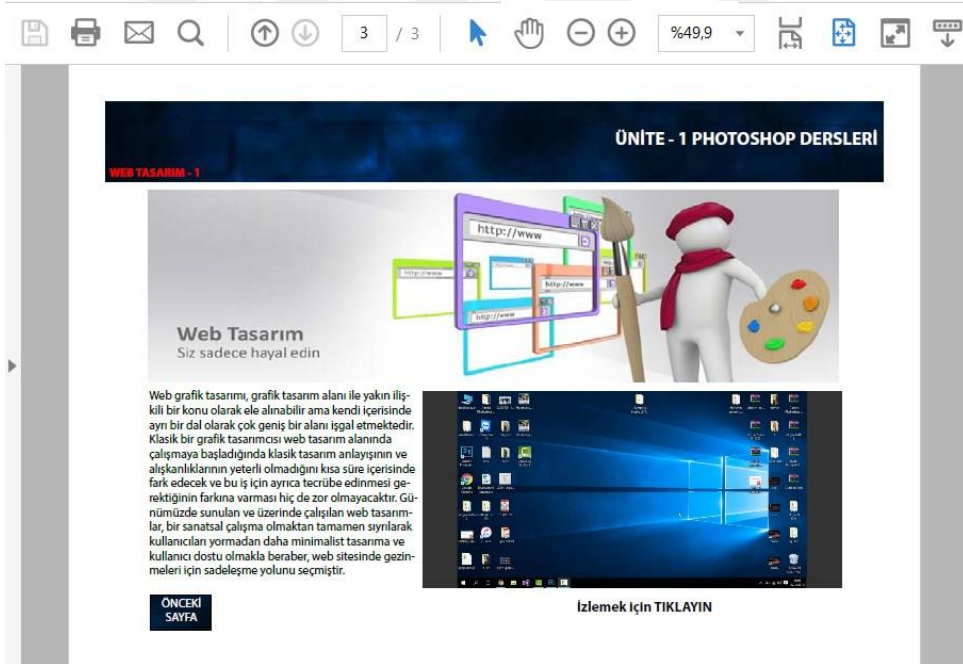 3 / 3
%49,9
ÜNİTE - 1 PHOTOSHOP DERSLERİ
WEB TASARIM - 1
http://www
http://www
http://www
http://www
Web Tasarım
Siz sadece hayal edin
Web grafik tasarımı, grafik tasarım alanı ile yakın iliş-
kili bir konu olarak ele alınabilir ama kendi içerisinde
ayrı bir dal olarak çok geniş bir alanı işgal etmektedir.
Klasik bir grafik tasarımcısı web tasarım alanında
çalışmaya başladığında klasik tasarım anlayışının ve
alışkanlıklarının yeterli olmadığını kısa süre içerisinde
fark edecek ve bu iş için ayrıca tecrübe edinmesi ge-
rektiğinin farkına varması hiç de zor olmayacaktır. Gü-
nümüzde sunulan ve üzerinde çalışılan web tasarım-
lar, bir sanatsal çalışma olmaktan tamamen sıyrılarak
kullanıcıları yormadan daha minimalist tasarıma ve
kullanıcı dostu olmakla beraber, web sitesinde gezin-
meleri için sadeleşme yolunu seçmiştir.
İzlemek için TIKLAYIN
ÖNCEKİ
SAYFA